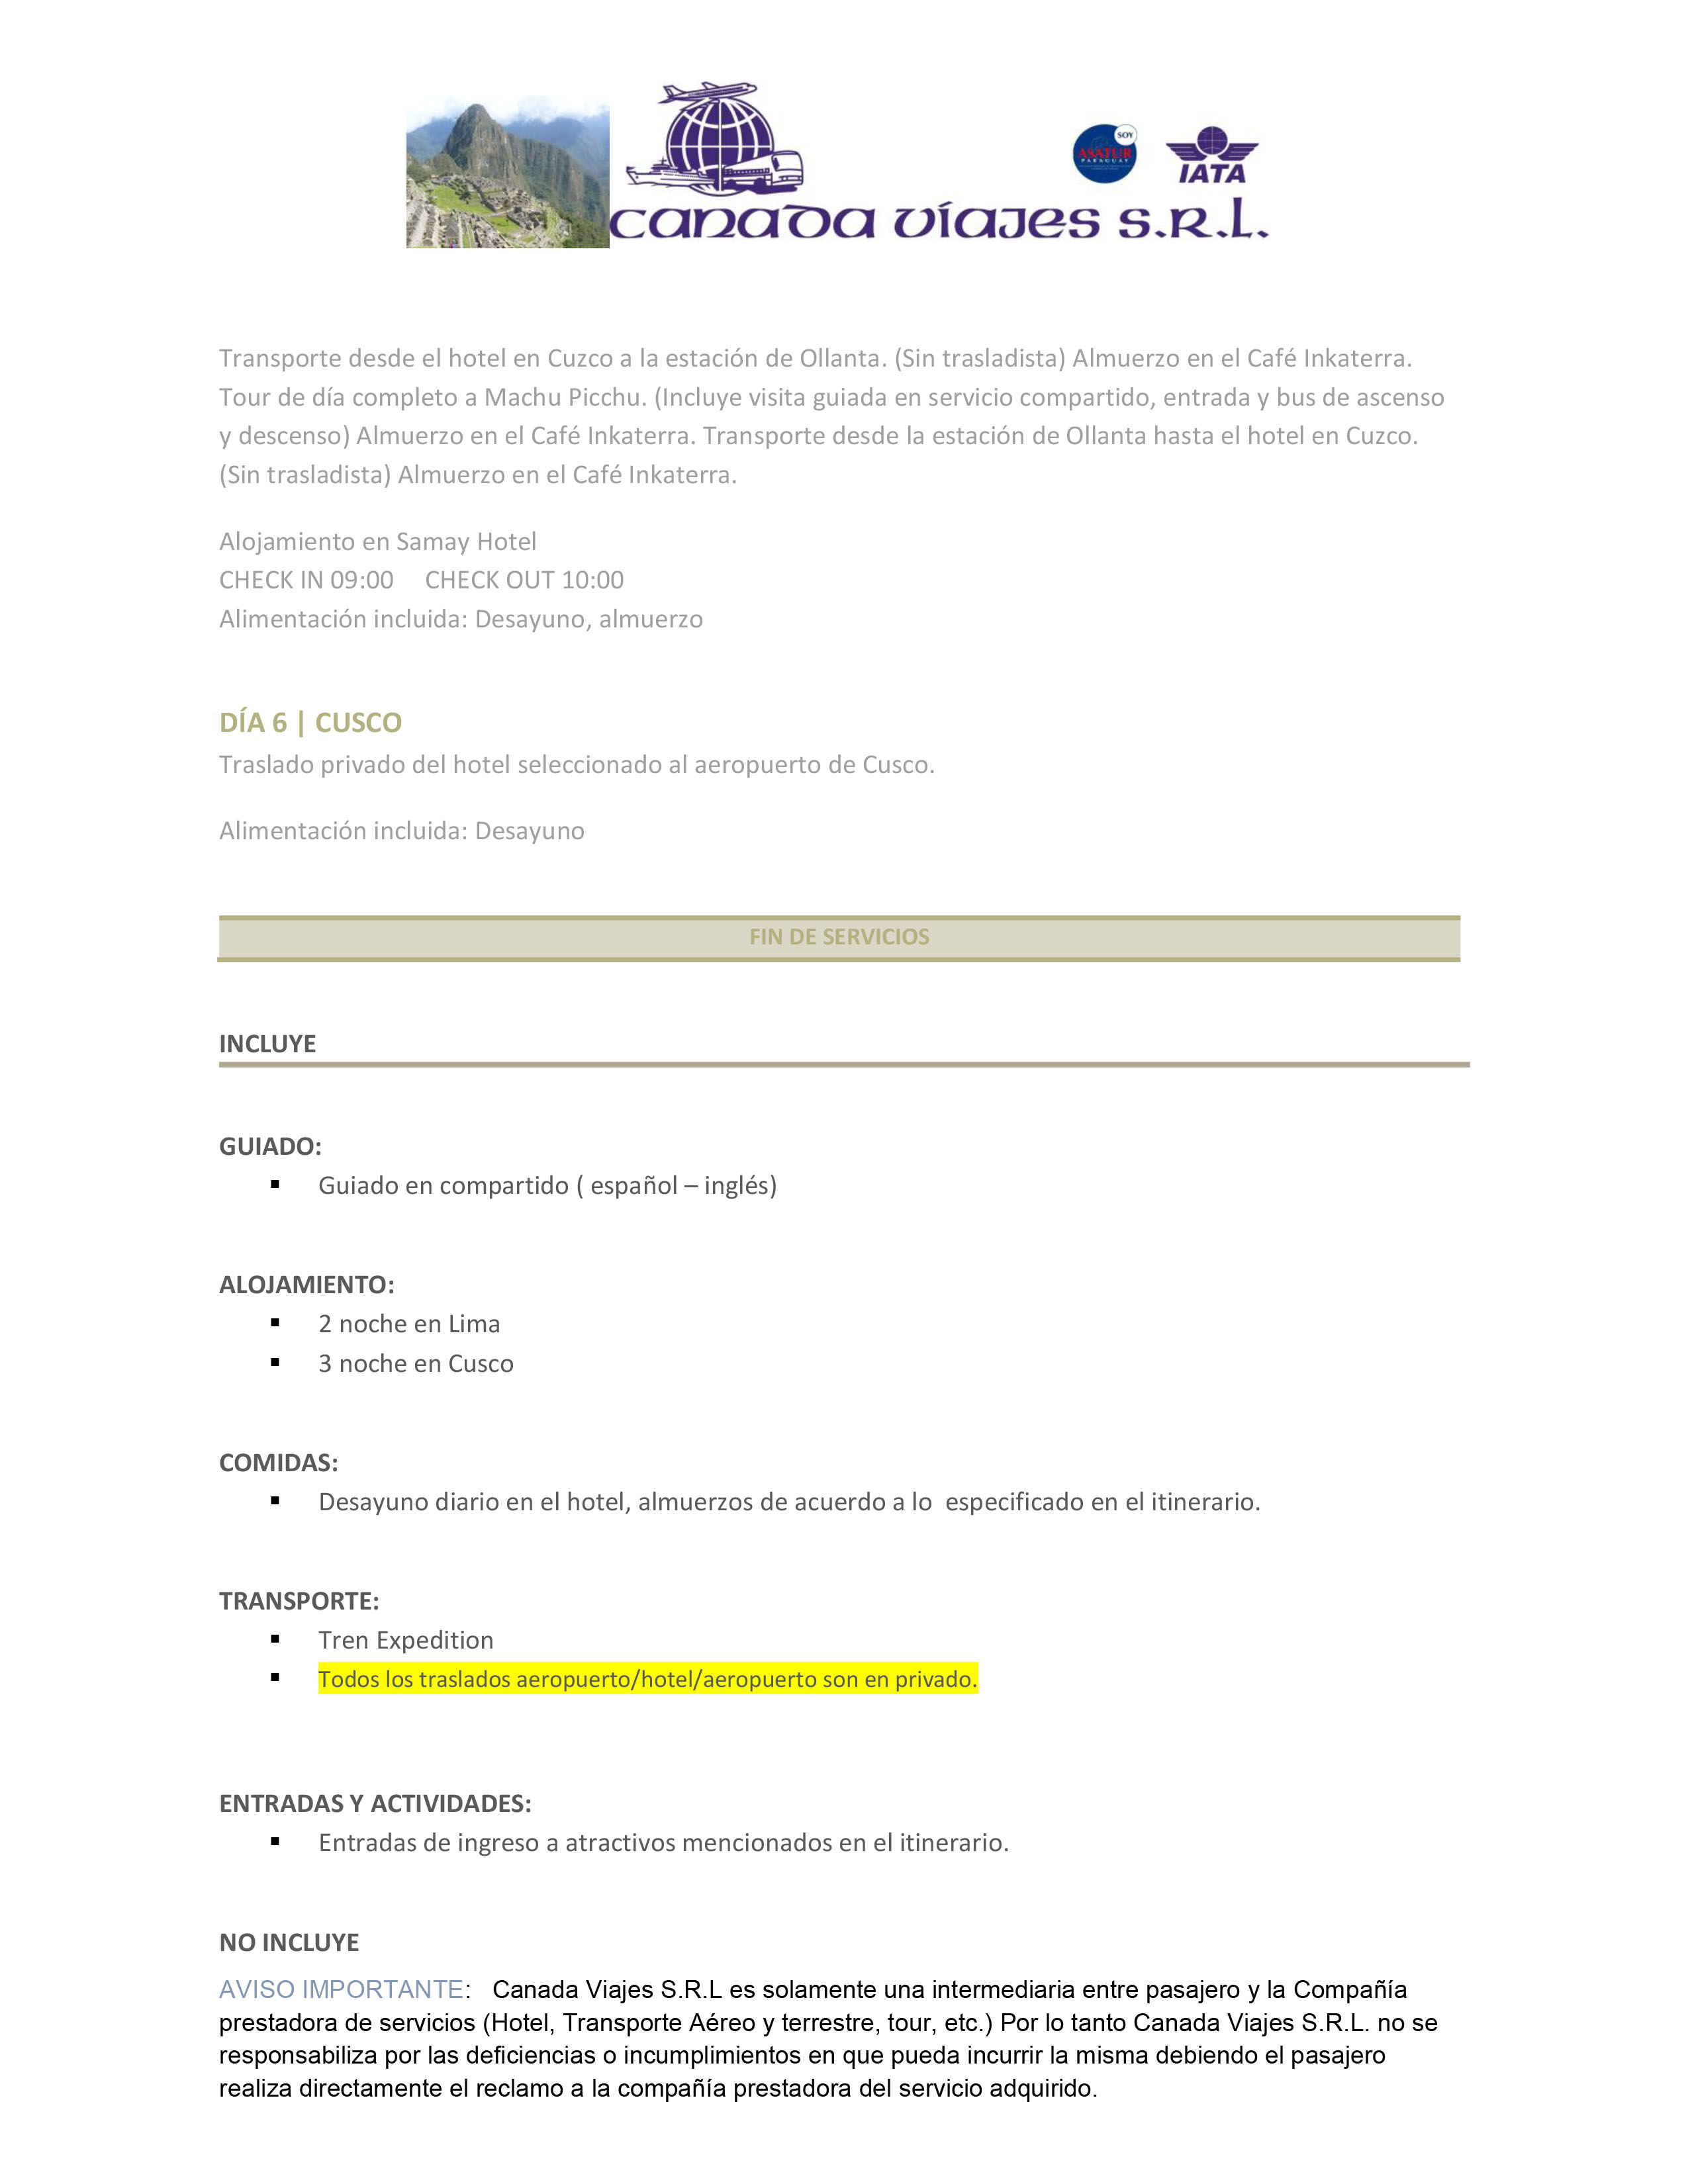 SOY
ASATUR
PARAGUAY
IATA
CANADA VÍAJES S.R.L.
Transporte desde el hotel en Cuzco a la estación de Ollanta. (Sin trasladista) Almuerzo en el Café Inkaterra.
Tour de día completo a Machu Picchu. (Incluye visita guiada en servicio compartido, entrada y bus de ascenso
y descenso) Almuerzo en el Café Inkaterra. Transporte desde la estación de Ollanta hasta el hotel en Cuzco.
(Sin trasladista) Almuerzo en el Café Inkaterra.
Alojamiento en Samay Hotel
CHECK IN 09:00 CHECK OUT 10:00
Alimentación incluida: Desayuno, almuerzo
DÍA 6 | CUSCO
Traslado privado del hotel seleccionado al aeropuerto de Cusco.
Alimentación incluida: Desayuno
FIN DE SERVICIOS
INCLUYE
GUIADO:
▪ Guiado en compartido ( español – inglés)
ALOJAMIENTO:
▪ 2 noche en Lima
▪ 3 noche en Cusco
COMIDAS:
▪ Desayuno diario en el hotel, almuerzos de acuerdo a lo  especificado en el itinerario.
TRANSPORTE:
▪ Tren Expedition
▪ Todos los traslados aeropuerto/hotel/aeropuerto son en privado.
ENTRADAS Y ACTIVIDADES:
▪ Entradas de ingreso a atractivos mencionados en el itinerario.
NO INCLUYE
AVISO IMPORTANTE: Canada Viajes S.R.L es solamente una intermediaria entre pasajero y la Compañía
prestadora de servicios (Hotel, Transporte Aéreo y terrestre, tour, etc.) Por lo tanto Canada Viajes S.R.L. no se
responsabiliza por las deficiencias o incumplimientos en que pueda incurrir la misma debiendo el pasajero
realiza directamente el reclamo a la compañía prestadora del servicio adquirido.